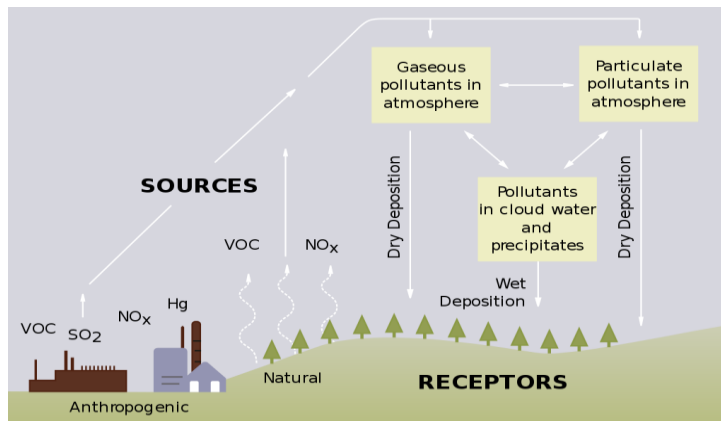 Gaseous
pollutants in
atmosphere
Particulate
pollutants in
atmosphere
SOURCES
Dry Deposition
Pollutants
in cloud water
and
precipitates
Dry Deposition
VOC
NOx
Wet
Deposition
VOC
SO2
NOx
Hg
Natural
RECEPTORS
Anthropogenic